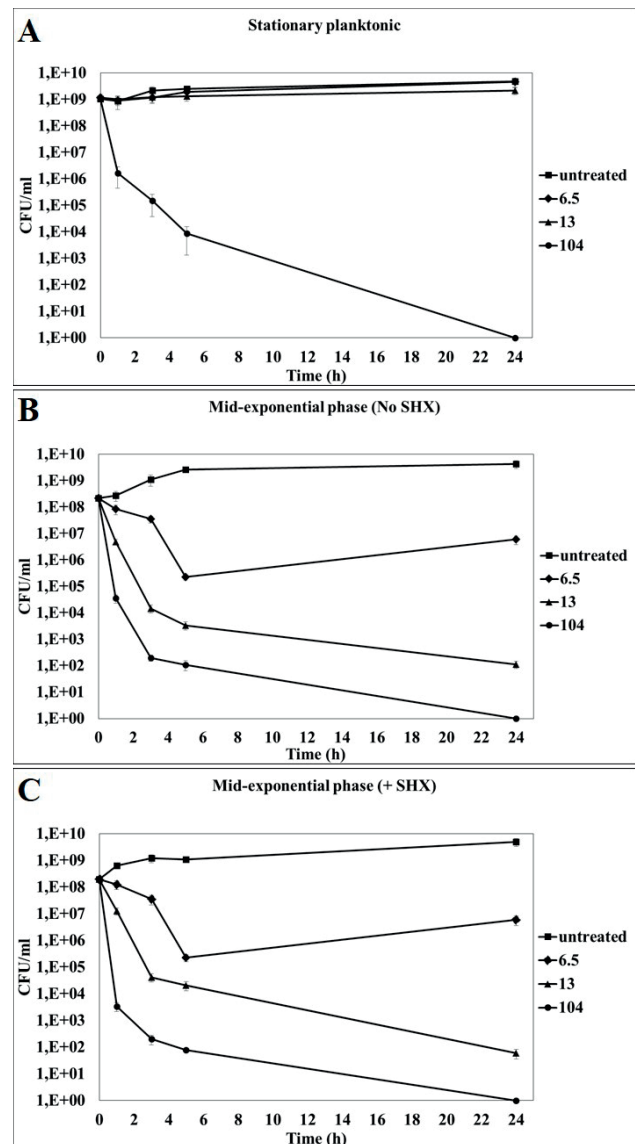 A
Stationary planktonic
1,E+10
1,E+09
1,E+08
1,E+07
1,E+06
1,E+05
1,E+04
1,E+03
1,E+02
1,E+01
1,E+00
CFU/ml
0 2 4 6 8 10 12 14 16 18 20 22 24
Time (h)
untreated
6.5
13
104
B
Mid-exponential phase (No SHX)
1,E+10
1,E+09
1,E+08
1,E+07
1,E+06
1,E+05
1,E+04
1,E+03
1,E+02
1,E+01
1,E+00
CFU/ml
0 2 4 6 8 10 12 14 16 18 20 22 24
Time (h)
untreated
6.5
13
104
C
Mid-exponential phase (+ SHX)
1,E+10
1,E+09
1,E+08
1,E+07
1,E+06
1,E+05
1,E+04
1,E+03
1,E+02
1,E+01
1,E+00
CFU/ml
0 2 4 6 8 10 12 14 16 18 20 22 24
Time (h)
untreated
6.5
13
104